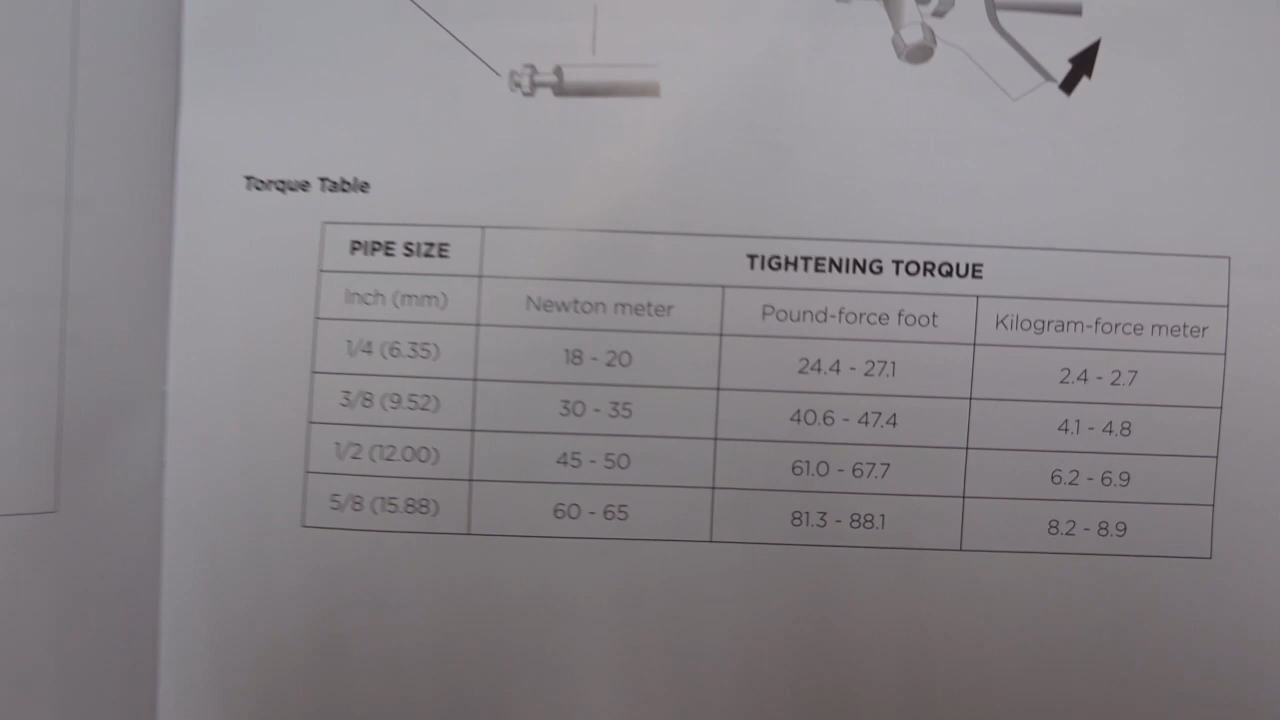 Torque Table
PIPE SIZE TIGHTENING TORQUE
Inch (mm) Newton meter Pound-force foot Kilogram-force meter
1/4 (6.35) 18 - 20 24.4 - 27.1 2.4 - 2.7
3/8 (9.52) 30 - 35 40.6 - 47.4 4.1 - 4.8
1/2 (12.00) 45 - 50 61.0 - 67.7 6.2 - 6.9
5/8 (15.88) 60 - 65 81.3 - 88.1 8.2 - 8.9